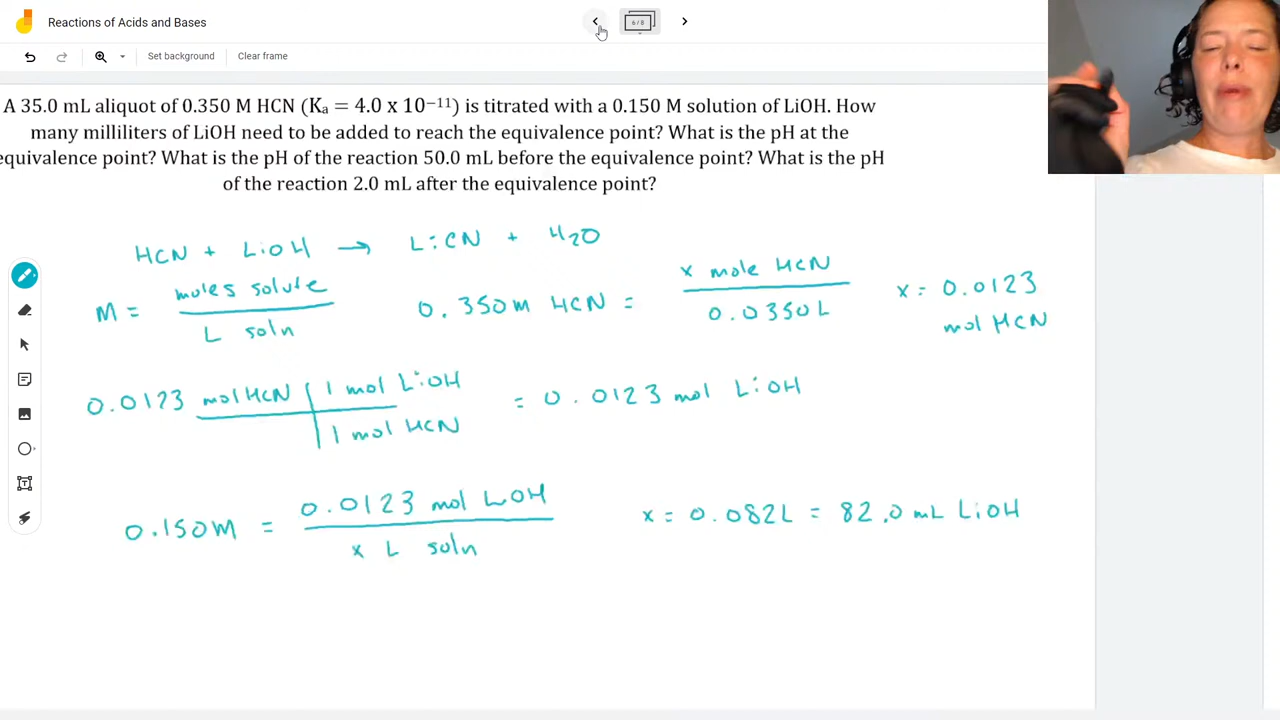 Reactions of Acids and Bases
6 / 8
Set background
Clear frame
A 35.0 mL aliquot of 0.350 M HCN (Kₐ = 4.0 x 10⁻¹¹) is titrated with a 0.150 M solution of LiOH. How
many milliliters of LiOH need to be added to reach the equivalence point? What is the pH at the
equivalence point? What is the pH of the reaction 50.0 mL before the equivalence point? What is the pH
of the reaction 2.0 mL after the equivalence point?
HCN + LiOH → LiCN + H₂O
M = moles solute / L soln
0.350M HCN = x mole HCN / 0.0350L
x = 0.0123
mol HCN
0.0123 mol HCN | 1 mol LiOH / 1 mol HCN = 0.0123 mol LiOH
0.150M = 0.0123 mol LiOH / x L soln
x = 0.082L = 82.0 mL LiOH